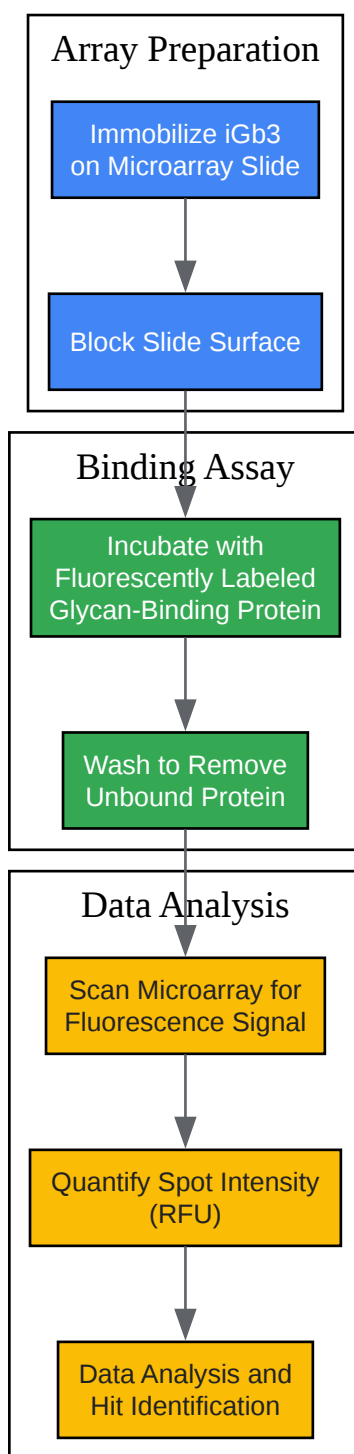 Array Preparation
Immobilize iGb3
on Microarray Slide
Block Slide Surface
Binding Assay
Incubate with
Fluorescently Labeled
Glycan-Binding Protein
Wash to Remove
Unbound Protein
Data Analysis
Scan Microarray for
Fluorescence Signal
Quantify Spot Intensity
(RFU)
Data Analysis and
Hit Identification